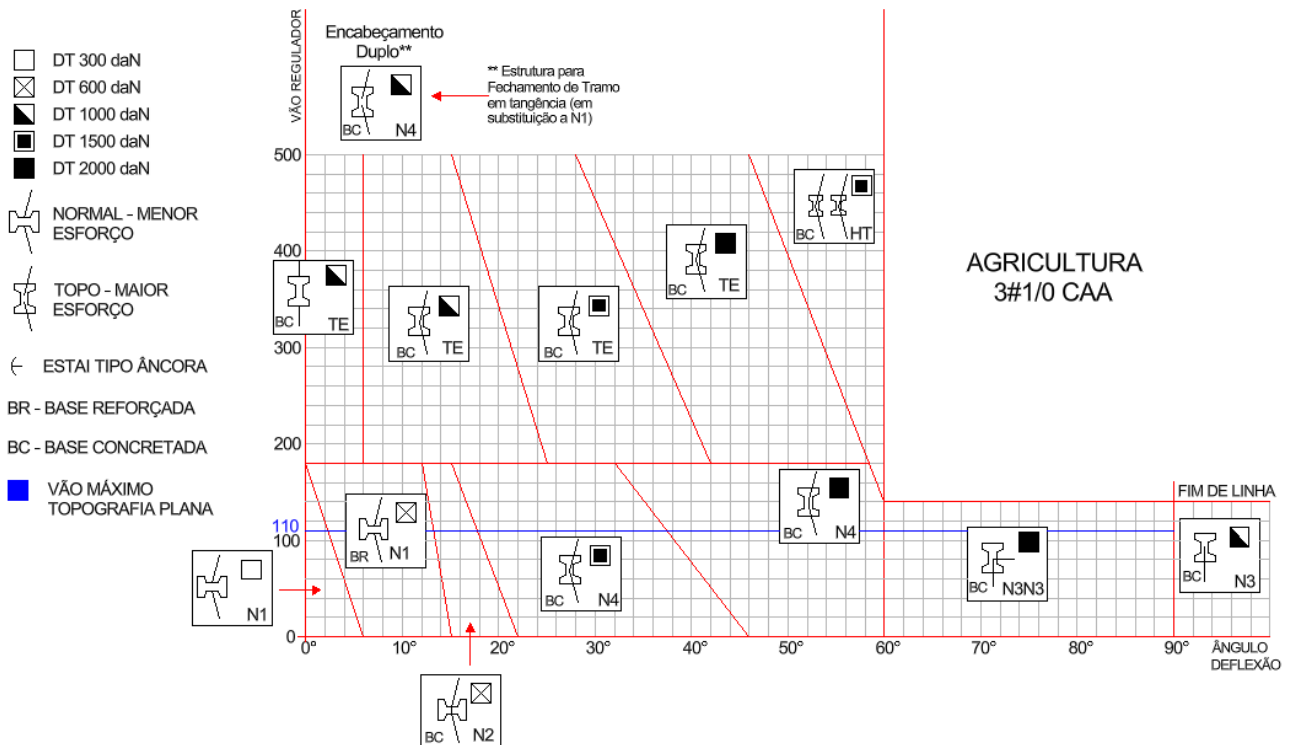 DT 300 daN
DT 600 daN
DT 1000 daN
DT 1500 daN
DT 2000 daN
NORMAL - MENOR
ESFORÇO
TOPO - MAIOR
ESFORÇO
ESTAI TIPO ÂNCORA
BR - BASE REFORÇADA
BC - BASE CONCRETADA
VÃO MÁXIMO
TOPOGRAFIA PLANA
VÃO REGULADOR
Encabeçamento
Duplo**
BC N4
** Estrutura para
Fechamento de Tramo
em tangência (em
substituição a N1)
500
400
300
200
110
100
0
BC TE
BC TE
BC TE
BC TE
BC HT
AGRICULTURA
3#1/0 CAA
N1
BR N1
BC N2
BC N4
BC N4
BC N3N3
FIM DE LINHA
BC N3
0° 10° 20° 30° 40° 50° 60° 70° 80° 90°
ÂNGULO
DEFLEXÃO